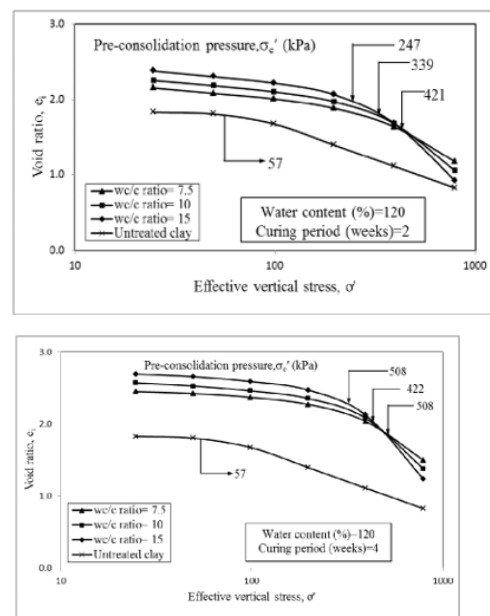 3.0
Pre-consolidation pressure,σc′ (kPa)
247
339
421
2.0
Void ratio, ei
57
1.0
wc/c ratio= 7.5
wc/c ratio= 10
wc/c ratio= 15
Untreated clay
Water content (%)=120
Curing period (weeks)=2
0.0
10
100
1000
Effective vertical stress, σ′
3.0
Pre-consolidation pressure,σc′ (kPa)
508
422
508
2.0
Void ratio, ei
57
1.0
wc/c ratio= 7.5
wc/c ratio– 10
wc/c ratio– 15
Untreated clay
Water content (%)–120
Curing period (weeks)=4
0.0
10
100
1000
Effective vertical stress, σ′